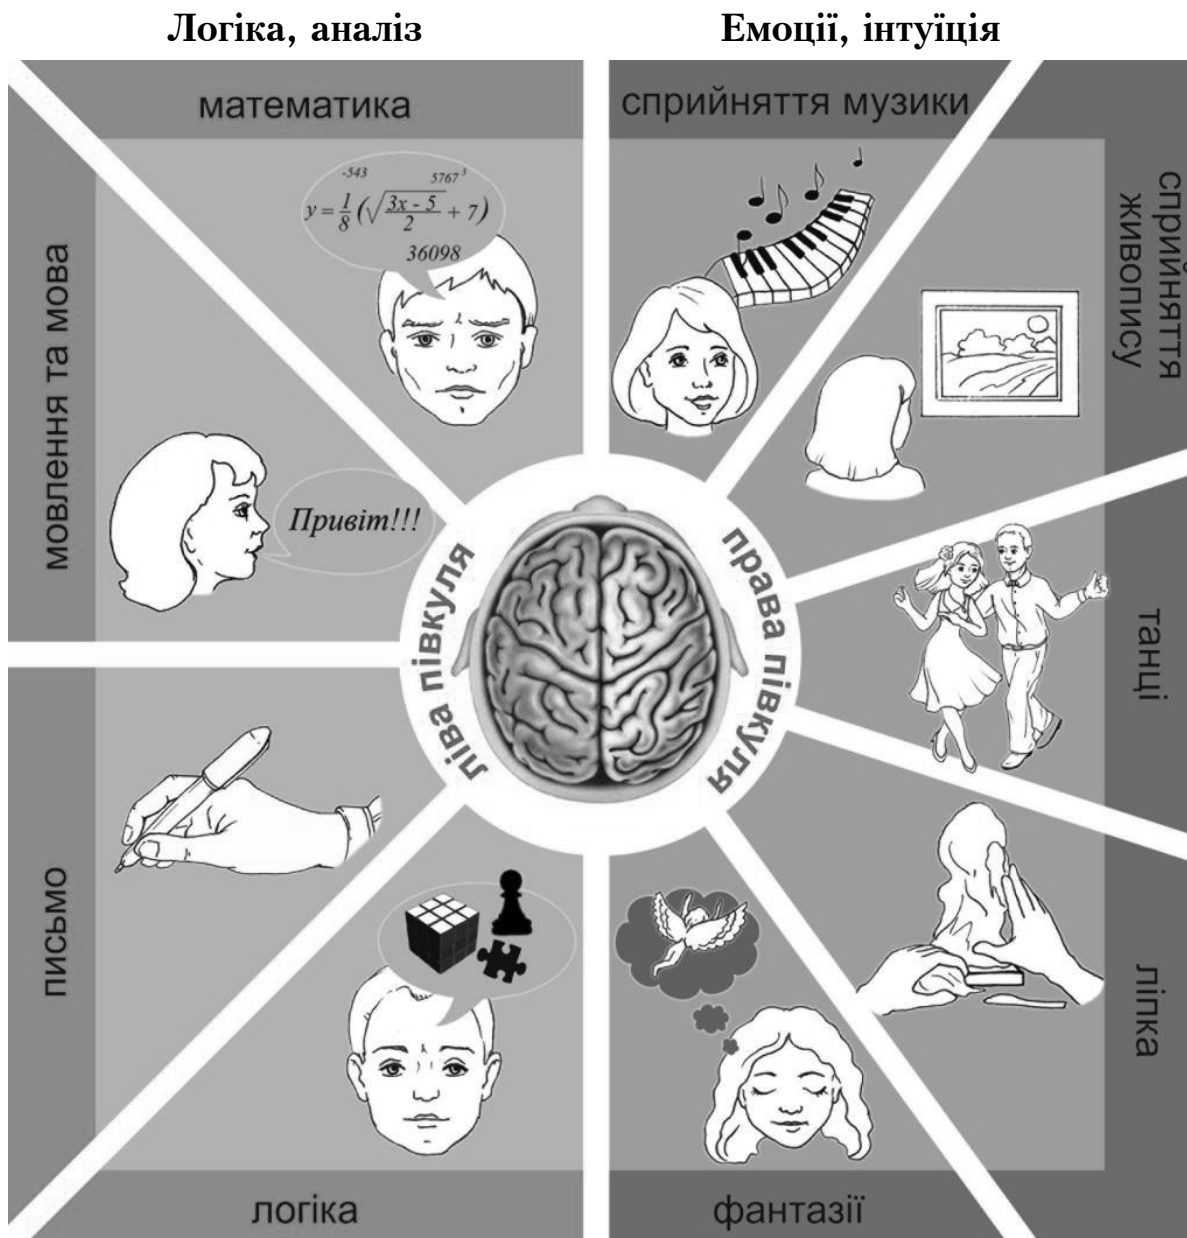 Логіка, аналіз
Емоції, інтуїція
математика
сприйняття музики
-543
5767³
y = 1/8 (√(3x - 5)/2 + 7)
36098
сприйняття
живопису
мовлення та мова
Привіт!!!
ліва півкуля
права півкуля
танці
письмо
ліпка
логіка
фантазії